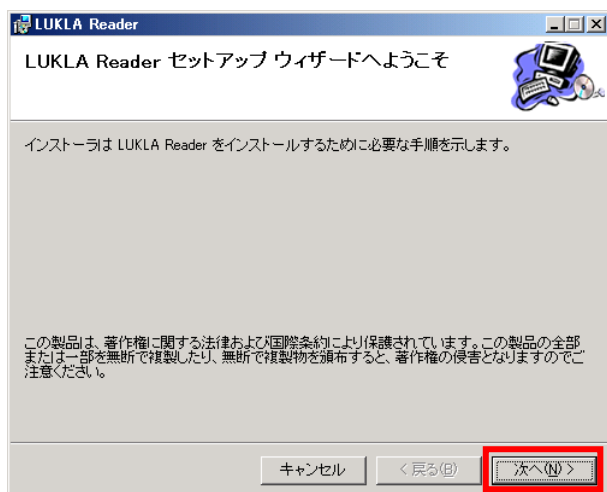 LUKLA Reader
LUKLA Reader セットアップ ウィザードへようこそ
インストーラは LUKLA Reader をインストールするために必要な手順を示します。
この製品は、著作権に関する法律および国際条約により保護されています。この製品の全部
または一部を無断で複製したり、無断で複製物を頒布すると、著作権の侵害となりますのでご
注意ください。
キャンセル
< 戻る(B)
次へ(N) >